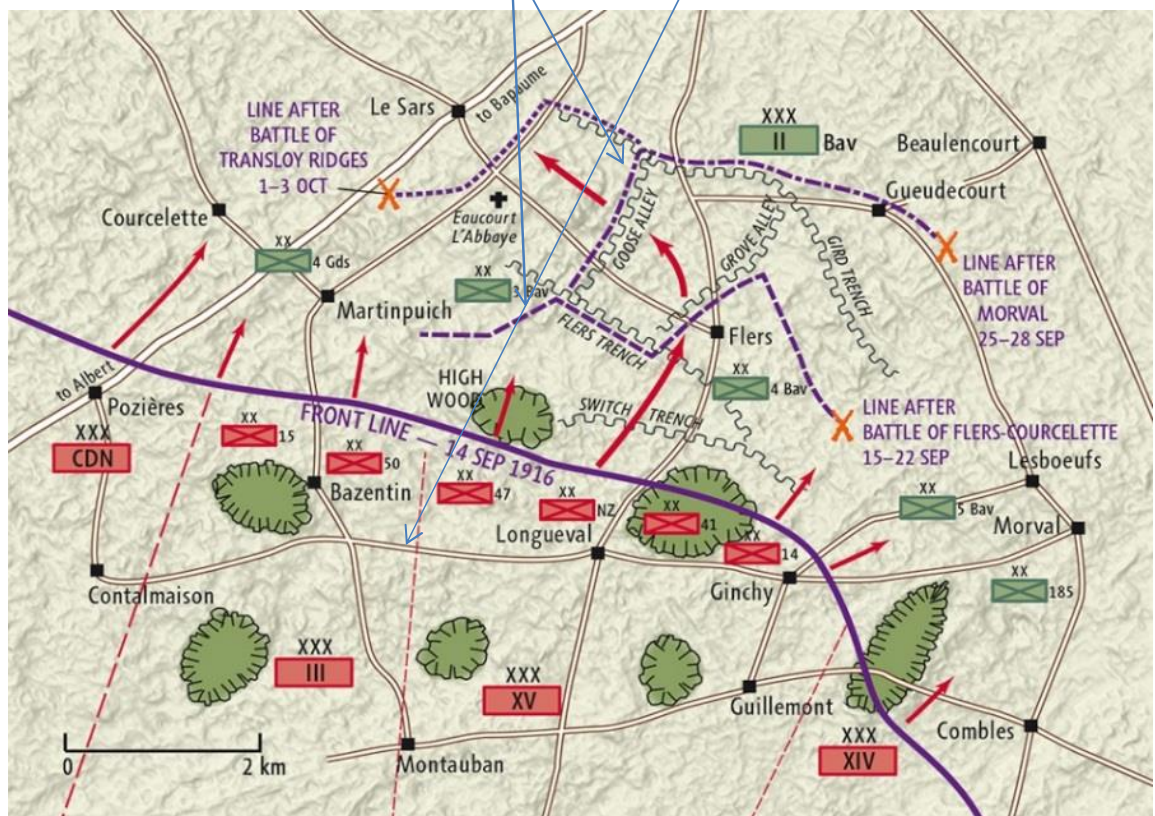 to Bapaume
Le Sars
LINE AFTER
BATTLE OF
TRANSLOY RIDGES
1–3 OCT
XXX
II Bav
Beaulencourt
Gueudecourt
Courcelette
Eaucourt
L'Abbaye
GOOSE ALLEY
GROVE ALLEY
GIRD TRENCH
XX
4 Gds
XX
3 Bav
LINE AFTER
BATTLE OF
MORVAL
25–28 SEP
Martinpuich
FLERS TRENCH
Flers
to Albert
Pozières
HIGH
WOOD
XX
4 Bav
SWITCH TRENCH
LINE AFTER
BATTLE OF FLERS-COURCELETTE
15–22 SEP
FRONT LINE — 14 SEP 1916
XXX
CDN
XX
15
XX
50
XX
47
XX
NZ
XX
41
XX
14
Lesboeufs
XX
5 Bav
Bazentin
Longueval
Morval
Ginchy
XX
185
Contalmaison
XXX
III
XXX
XV
Guillemont
Combles
XXX
XIV
Montauban
0 2 km